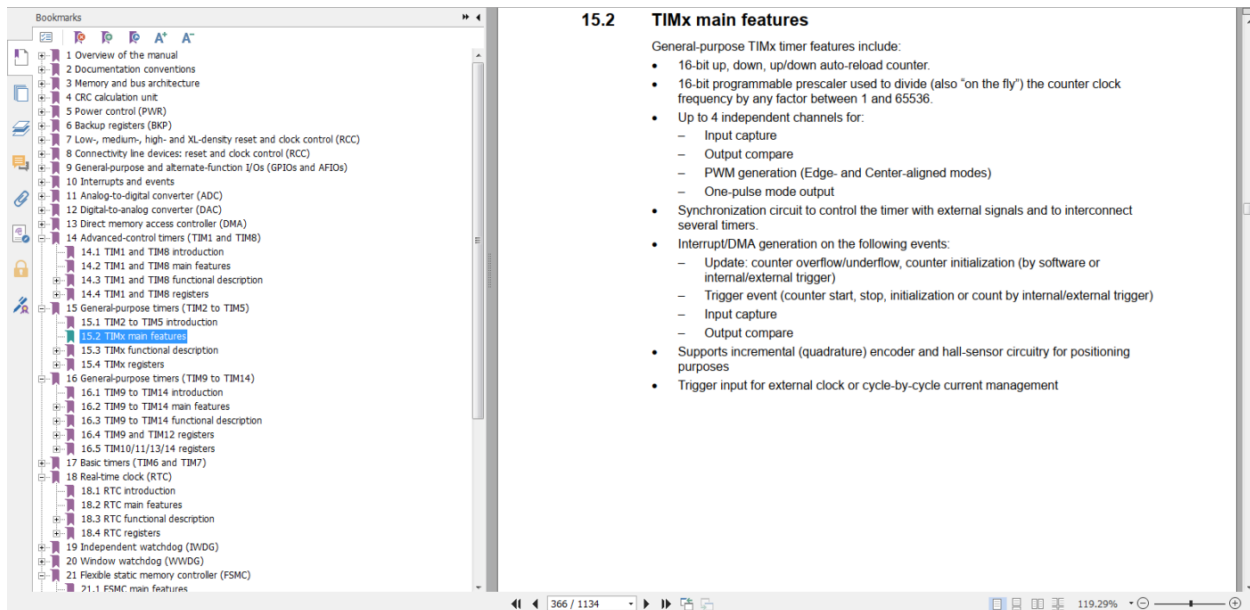 Bookmarks
A+ A-
1 Overview of the manual
2 Documentation conventions
3 Memory and bus architecture
4 CRC calculation unit
5 Power control (PWR)
6 Backup registers (BKP)
7 Low-, medium-, high- and XL-density reset and clock control (RCC)
8 Connectivity line devices: reset and clock control (RCC)
9 General-purpose and alternate-function I/Os (GPIOs and AFIOs)
10 Interrupts and events
11 Analog-to-digital converter (ADC)
12 Digital-to-analog converter (DAC)
13 Direct memory access controller (DMA)
14 Advanced-control timers (TIM1 and TIM8)
14.1 TIM1 and TIM8 introduction
14.2 TIM1 and TIM8 main features
14.3 TIM1 and TIM8 functional description
14.4 TIM1 and TIM8 registers
15 General-purpose timers (TIM2 to TIM5)
15.1 TIM2 to TIM5 introduction
15.2 TIMx main features
15.3 TIMx functional description
15.4 TIMx registers
16 General-purpose timers (TIM9 to TIM14)
16.1 TIM9 to TIM14 introduction
16.2 TIM9 to TIM14 main features
16.3 TIM9 to TIM14 functional description
16.4 TIM9 and TIM12 registers
16.5 TIM10/11/13/14 registers
17 Basic timers (TIM6 and TIM7)
18 Real-time clock (RTC)
18.1 RTC introduction
18.2 RTC main features
18.3 RTC functional description
18.4 RTC registers
19 Independent watchdog (IWDG)
20 Window watchdog (WWDG)
21 Flexible static memory controller (FSMC)
21.1 FSMC main features
15.2 TIMx main features
General-purpose TIMx timer features include:
• 16-bit up, down, up/down auto-reload counter.
• 16-bit programmable prescaler used to divide (also “on the fly”) the counter clock
frequency by any factor between 1 and 65536.
• Up to 4 independent channels for:
– Input capture
– Output compare
– PWM generation (Edge- and Center-aligned modes)
– One-pulse mode output
• Synchronization circuit to control the timer with external signals and to interconnect
several timers.
• Interrupt/DMA generation on the following events:
– Update: counter overflow/underflow, counter initialization (by software or
internal/external trigger)
– Trigger event (counter start, stop, initialization or count by internal/external trigger)
– Input capture
– Output compare
• Supports incremental (quadrature) encoder and hall-sensor circuitry for positioning
purposes
• Trigger input for external clock or cycle-by-cycle current management
366 / 1134
119.29%